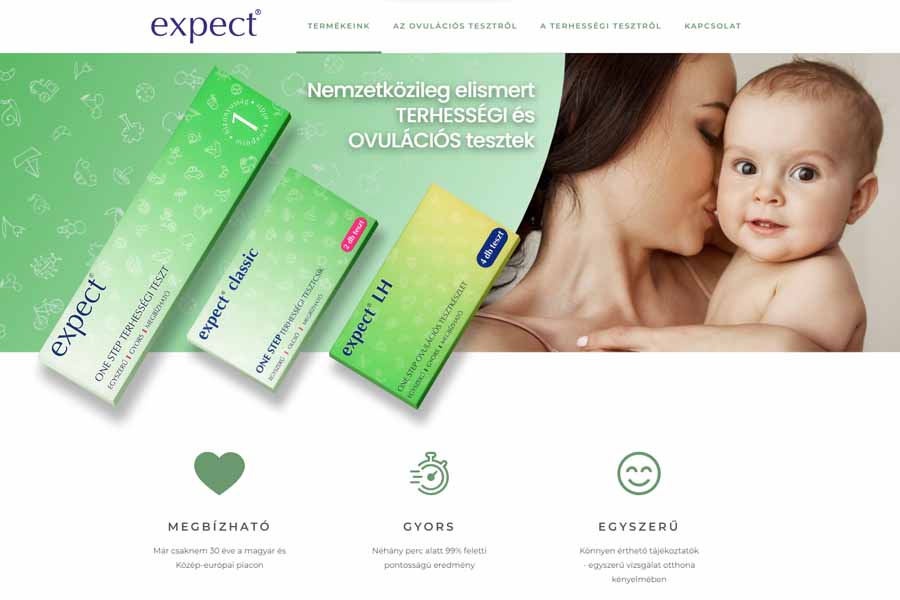 expect®
TERMÉKEINK
AZ OVULÁCIÓS TESZTRŐL
A TERHESSÉGI TESZTRŐL
KAPCSOLAT
Nemzetközileg elismert
TERHESSÉGI és
OVULÁCIÓS tesztek
1
expect®
ONE STEP TERHESSÉGI TESZT
EGYSZERŰ I GYORS I MEGBÍZHATÓ
2 db teszt
expect® classic
ONE STEP TERHESSÉGI TESZTCSÍK
EGYSZERŰ I OLCSÓ I MEGBÍZHATÓ
4 db teszt
expect® LH
ONE STEP OVULÁCIÓS TESZTKÉSZLET
EGYSZERŰ I GYORS I MEGBÍZHATÓ
MEGBÍZHATÓ
Már csaknem 30 éve a magyar és
Közép-európai piacon
GYORS
Néhány perc alatt 99% feletti
pontosságú eredmény
EGYSZERŰ
Könnyen érthető tájékoztatók
- egyszerű vizsgálat otthona
kényelmében